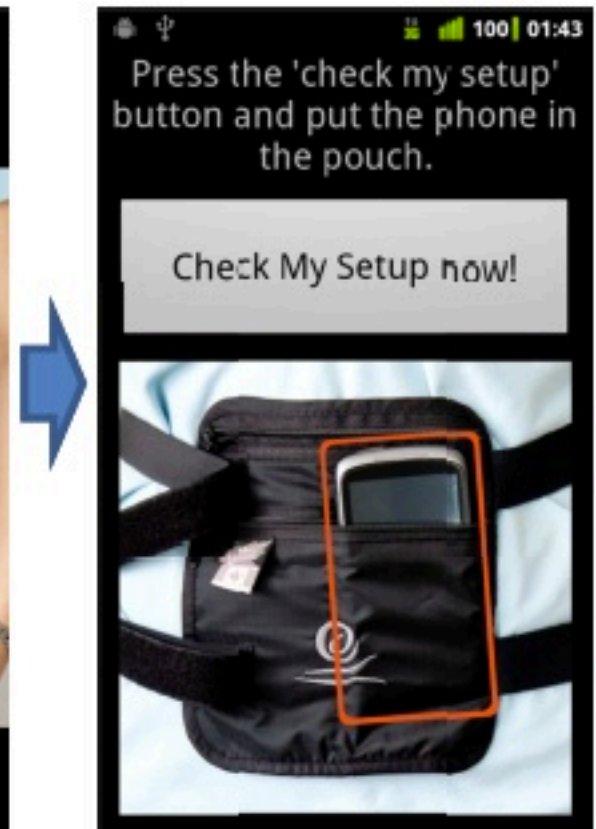 100 01:43
Press the 'check my setup'
button and put the phone in
the pouch.
Check My Setup now!